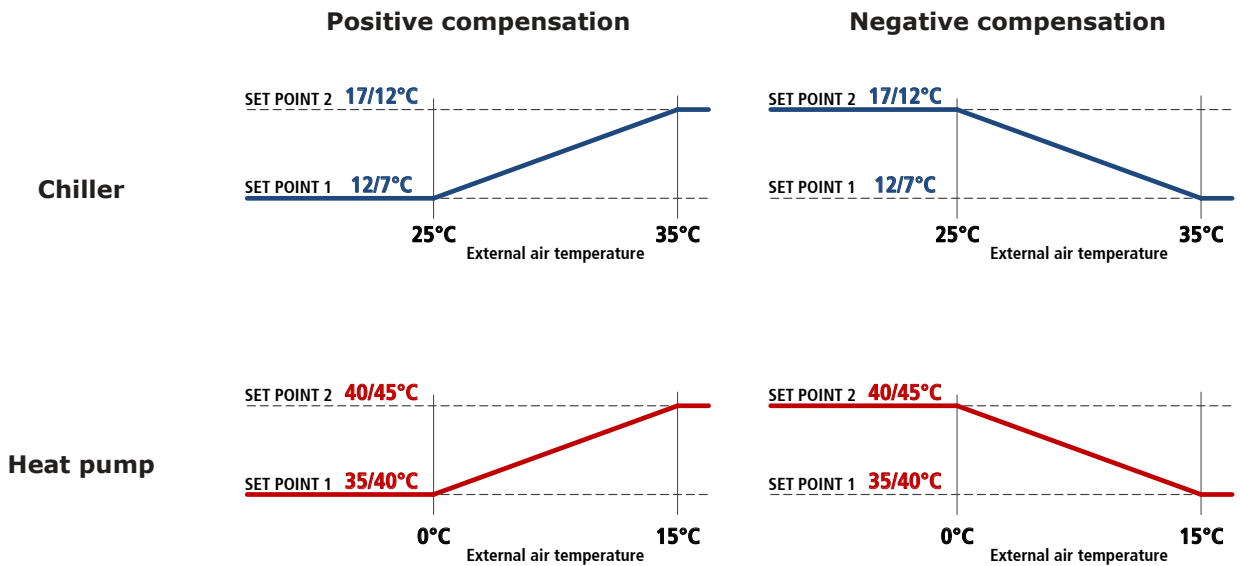 Positive compensation
Negative compensation
Chiller
SET POINT 2 17/12°C
SET POINT 1 12/7°C
25°C 35°C
External air temperature
SET POINT 2 17/12°C
SET POINT 1 12/7°C
25°C 35°C
External air temperature
Heat pump
SET POINT 2 40/45°C
SET POINT 1 35/40°C
0°C 15°C
External air temperature
SET POINT 2 40/45°C
SET POINT 1 35/40°C
0°C 15°C
External air temperature